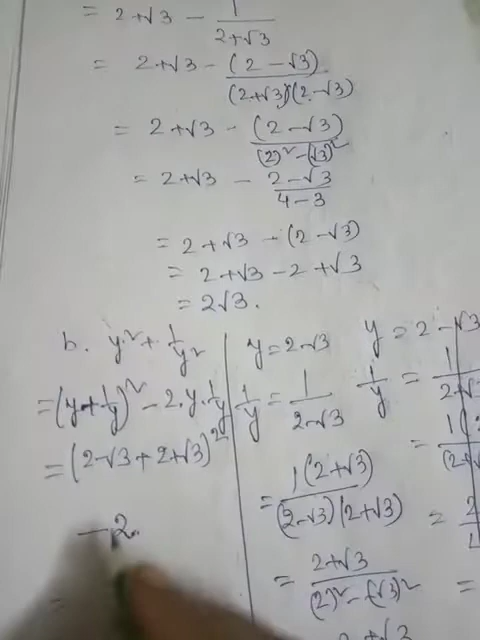 = 2+√3 - 1/(2+√3)
= 2+√3 - (2-√3)/((2+√3)(2-√3))
= 2+√3 - (2-√3)/((2)²-(√3)²)
= 2+√3 - (2-√3)/(4-3)
= 2+√3 - (2-√3)
= 2+√3-2+√3
= 2√3.
b. y²+1/y²
=(y+1/y)²-2.y.1/y
=(2-√3+2+√3)²
-2.
y=2-√3
1/y = 1/(2-√3)
= 1(2+√3)/((2-√3)(2+√3))
= (2+√3)/((2)²-(√3)²)
y = 2-√3
1/y =
=
=
=